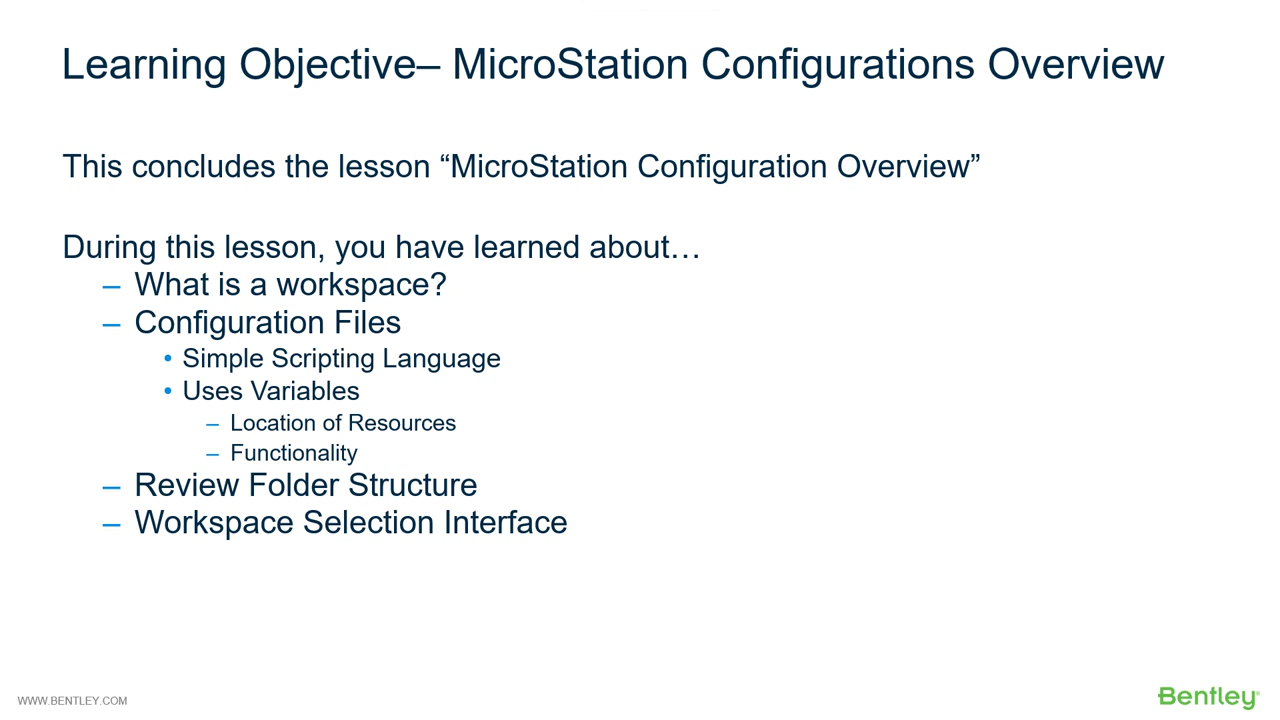 Learning Objective– MicroStation Configurations Overview
This concludes the lesson “MicroStation Configuration Overview”
During this lesson, you have learned about…
– What is a workspace?
– Configuration Files
• Simple Scripting Language
• Uses Variables
– Location of Resources
– Functionality
– Review Folder Structure
– Workspace Selection Interface
WWW.BENTLEY.COM
Bentley®